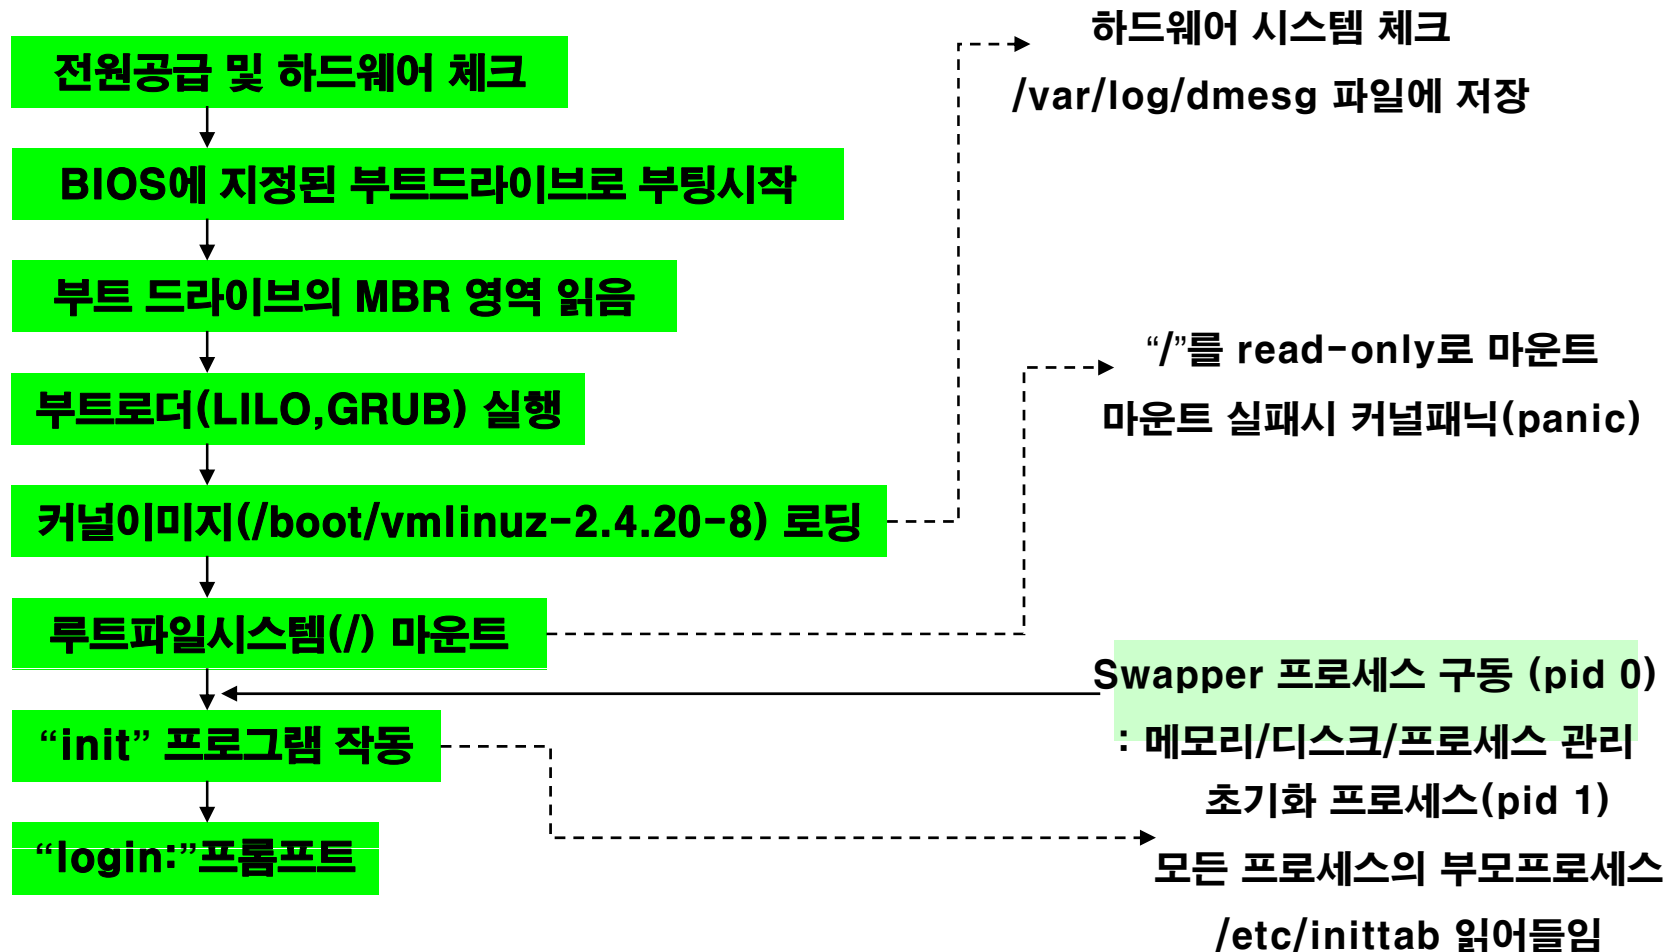 전원공급 및 하드웨어 체크
BIOS에 지정된 부트드라이브로 부팅시작
부트 드라이브의 MBR 영역 읽음
부트로더(LILO,GRUB) 실행
커널이미지(/boot/vmlinuz-2.4.20-8) 로딩
루트파일시스템(/) 마운트
“init” 프로그램 작동
“login:”프롬프트
하드웨어 시스템 체크
/var/log/dmesg 파일에 저장
“/”를 read-only로 마운트
마운트 실패시 커널패닉(panic)
Swapper 프로세스 구동 (pid 0)
: 메모리/디스크/프로세스 관리
초기화 프로세스(pid 1)
모든 프로세스의 부모프로세스
/etc/inittab 읽어들임